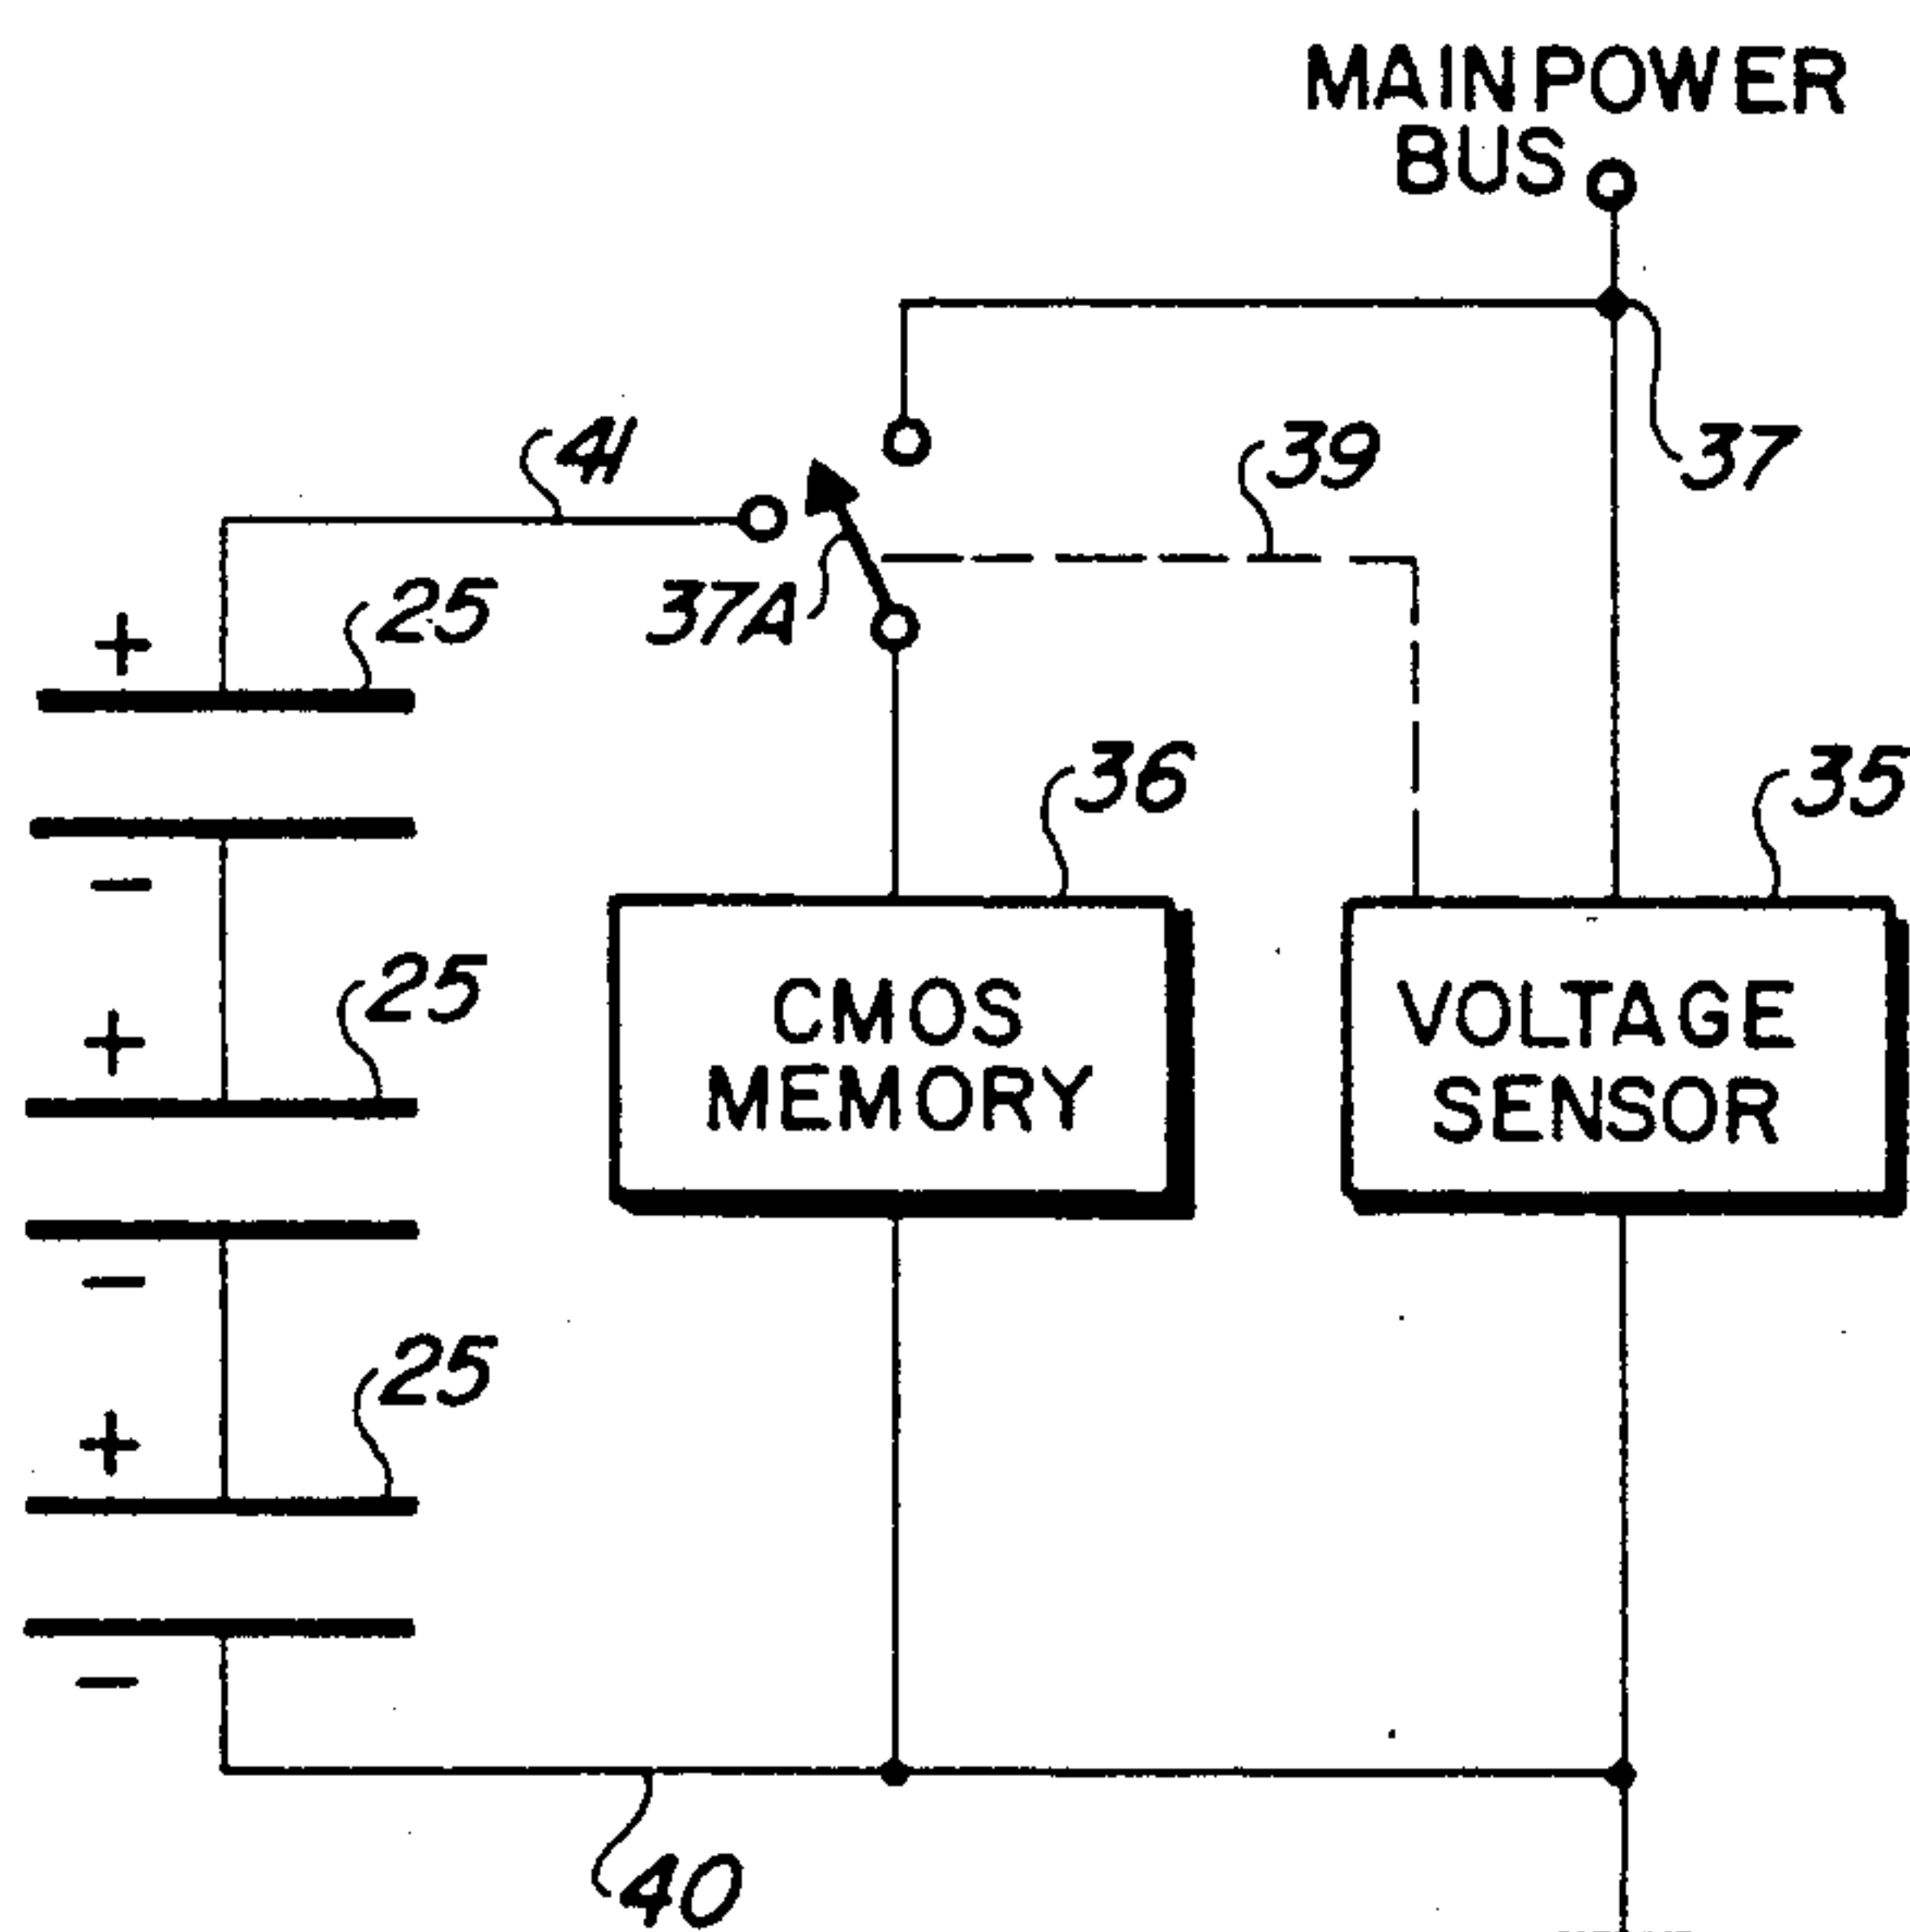 MAIN POWER
BUS
41
39
37
37A
25
+
36
35
−
CMOS
MEMORY
VOLTAGE
SENSOR
25
+
−
25
+
−
40